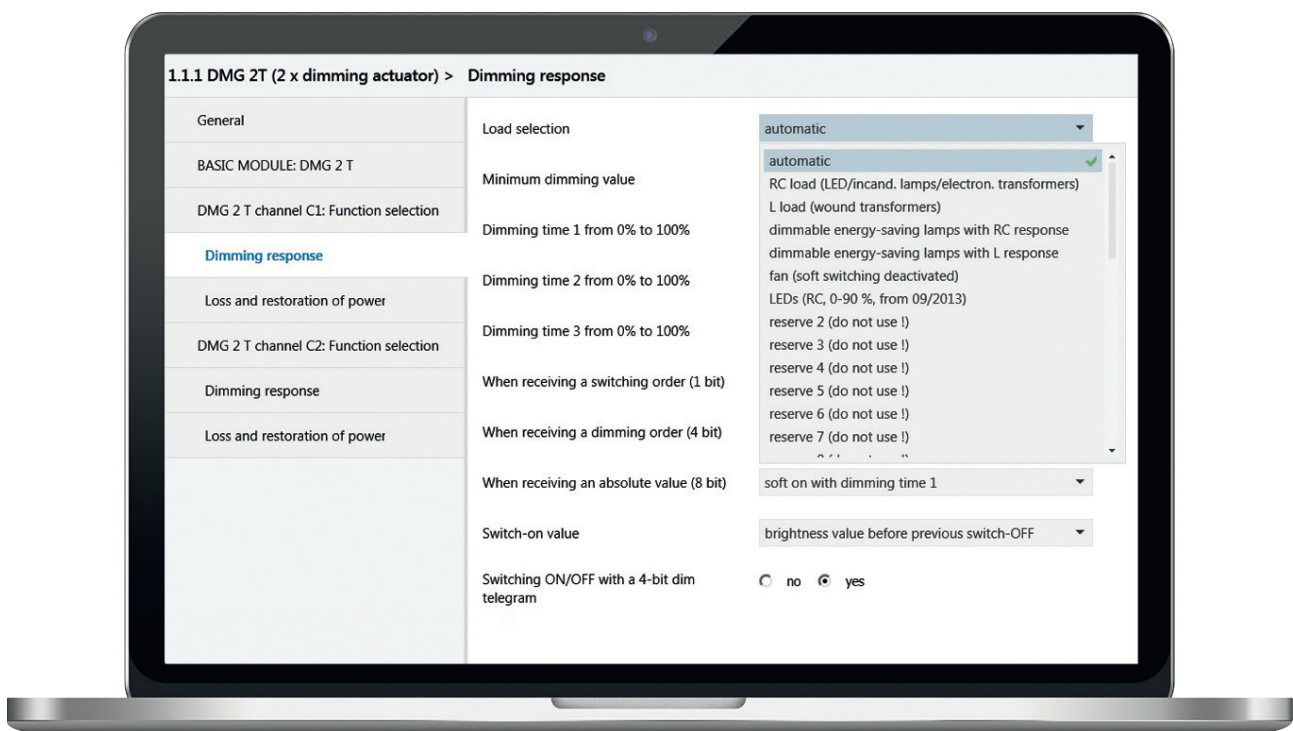 1.1.1 DMG 2T (2 x dimming actuator) > Dimming response
General
BASIC MODULE: DMG 2 T
DMG 2 T channel C1: Function selection
Dimming response
Loss and restoration of power
DMG 2 T channel C2: Function selection
Dimming response
Loss and restoration of power
Load selection
automatic
automatic
RC load (LED/incand. lamps/electron. transformers)
L load (wound transformers)
dimmable energy-saving lamps with RC response
dimmable energy-saving lamps with L response
fan (soft switching deactivated)
LEDs (RC, 0-90 %, from 09/2013)
reserve 2 (do not use !)
reserve 3 (do not use !)
reserve 4 (do not use !)
reserve 5 (do not use !)
reserve 6 (do not use !)
reserve 7 (do not use !)
Minimum dimming value
Dimming time 1 from 0% to 100%
Dimming time 2 from 0% to 100%
Dimming time 3 from 0% to 100%
When receiving a switching order (1 bit)
When receiving a dimming order (4 bit)
When receiving an absolute value (8 bit)
soft on with dimming time 1
Switch-on value
brightness value before previous switch-OFF
Switching ON/OFF with a 4-bit dim
telegram
no yes